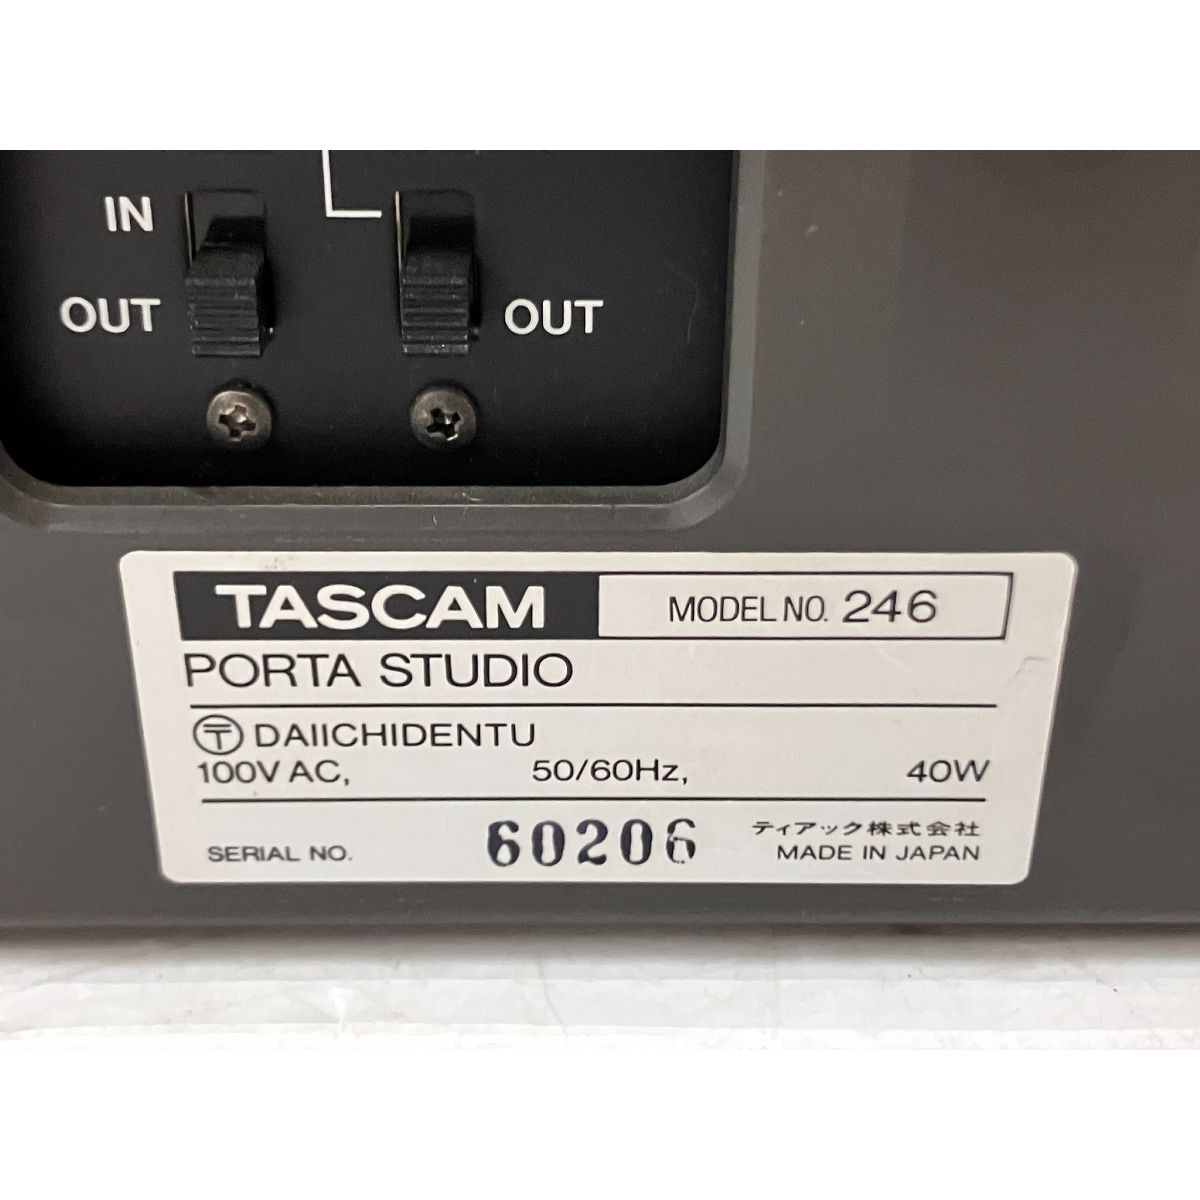 IN
OUT
OUT
TASCAM MODEL NO. 246
PORTA STUDIO
〒 DAIICHIDENTU
100V AC, 50/60Hz, 40W
SERIAL NO. 60206 ティアック株式会社
MADE IN JAPAN